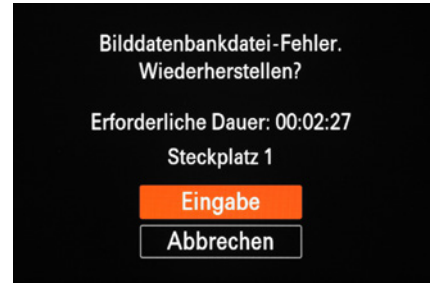 Bilddatenbankdatei-Fehler.
Wiederherstellen?
Erforderliche Dauer: 00:02:27
Steckplatz 1
Eingabe
Abbrechen